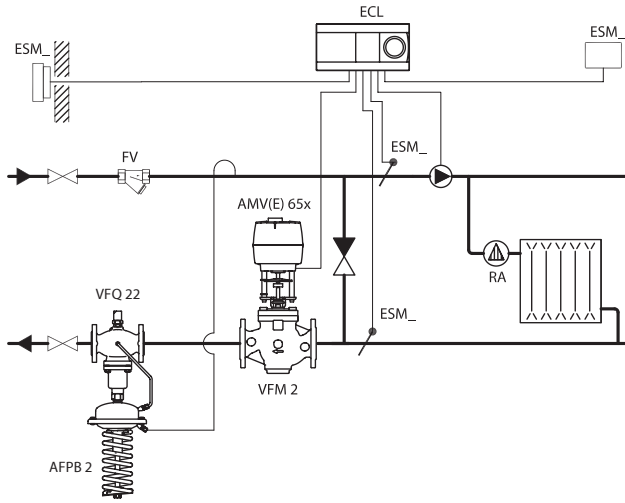 ECL
ESM_
ESM_
ESM_
FV
AMV(E) 65x
RA
VFQ 22
ESM_
VFM 2
AFPB 2